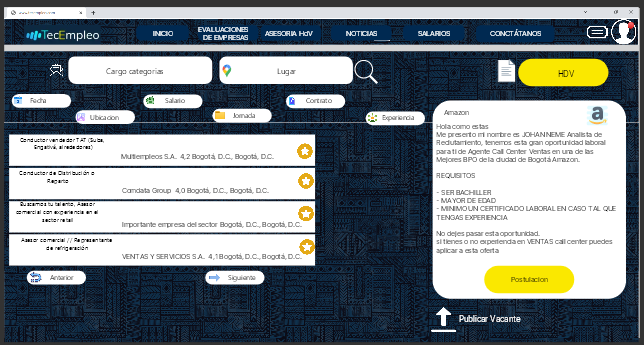 www.tecempleo.com
TecEmpleo
INICIO
EVALUACIONES
DE EMPRESAS
ASESORIA HdV
NOTICIAS
SALARIOS
CONCTÁTANOS
Cargo categorias
Lugar
HDV
Fecha
Salario
Contrato
Ubicacion
Jornada
Experiencia
Conductor vendedor TAT (Suba,
Engativá, alrededores)
Multiempleos S.A. 4,2 Bogotá, D.C., Bogotá, D.C.
Conductor de Distribución o
Reparto
Comdata Group 4,0 Bogotá, D.C., Bogotá, D.C.
Buscamos tu talento, Asesor
comercial con experiencia en el
sector retail
Importante empresa del sector Bogotá, D.C., Bogotá, D.C.
Asesor comercial // Representante
de refrigeración
VENTAS Y SERVICIOS S.A. 4,1 Bogotá, D.C., Bogotá, D.C.
Anterior
Siguiente
Amazon
Hola como estas
Me presento mi nombre es JOHANNE Analista de
Reclutamiento, tenemos esta gran oportunidad laboral
para ti de Agente Call Center Ventas en una de las
Mejores BPO de la ciudad de Bogotá Amazon.
REQUISITOS
- SER BACHILLER
- MAYOR DE EDAD
- MINIMO UN CERTIFICADO LABORAL EN CASO TAL QUE
TENGAS EXPERIENCIA
No dejes pasar esta oportunidad.
si tienes o no experiencia en VENTAS call center puedes
aplicar a esta oferta
Postulacion
Publicar Vacante